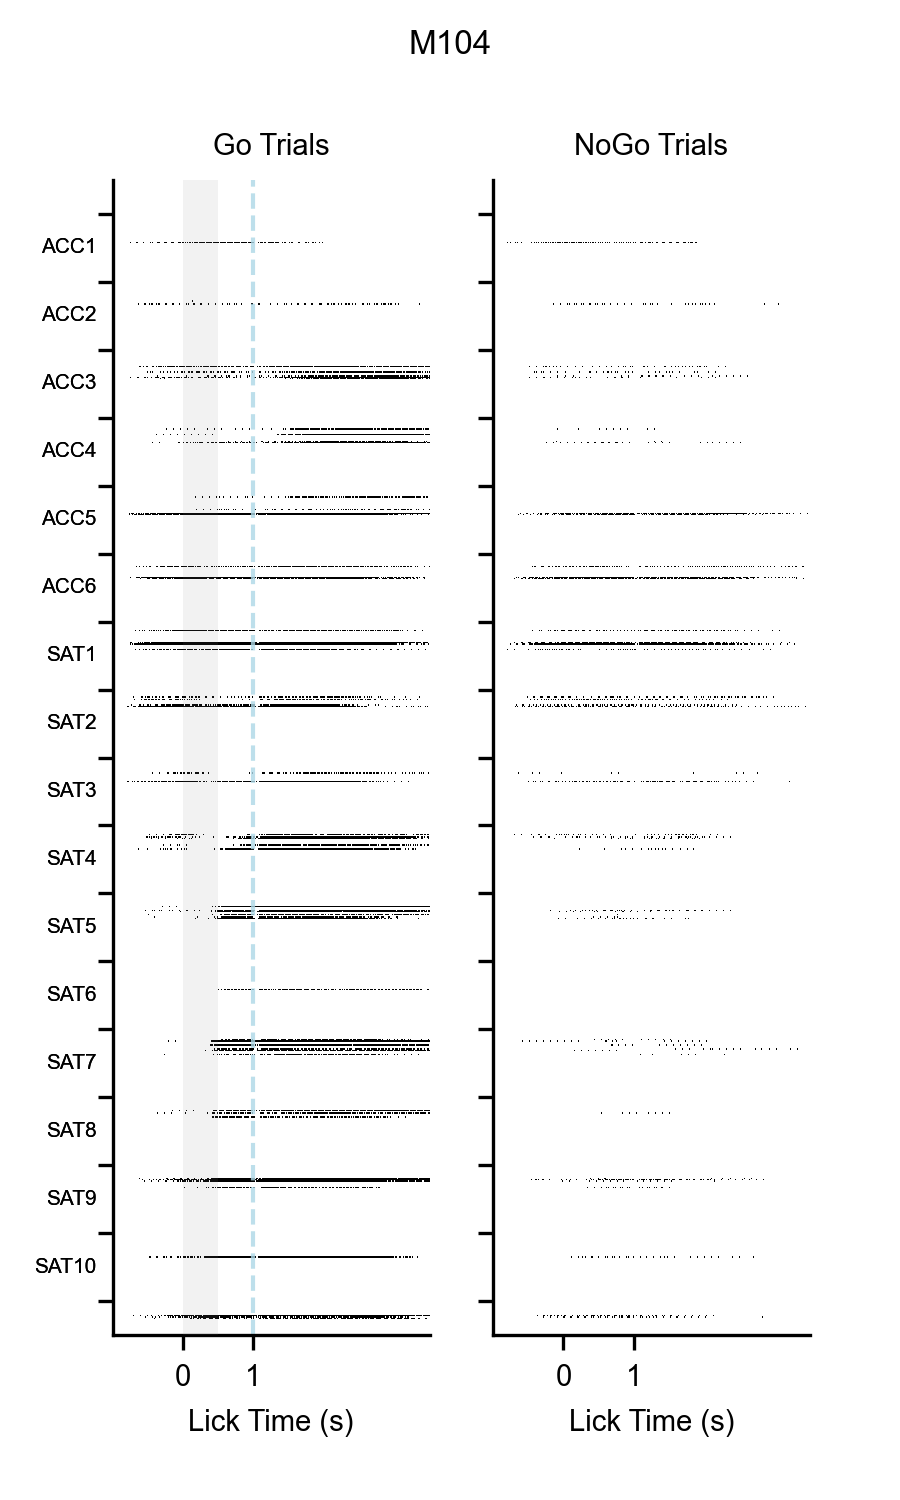 M104
Go Trials
NoGo Trials
ACC1
ACC2
ACC3
ACC4
ACC5
ACC6
SAT1
SAT2
SAT3
SAT4
SAT5
SAT6
SAT7
SAT8
SAT9
SAT10
0 1
0 1
Lick Time (s)
Lick Time (s)